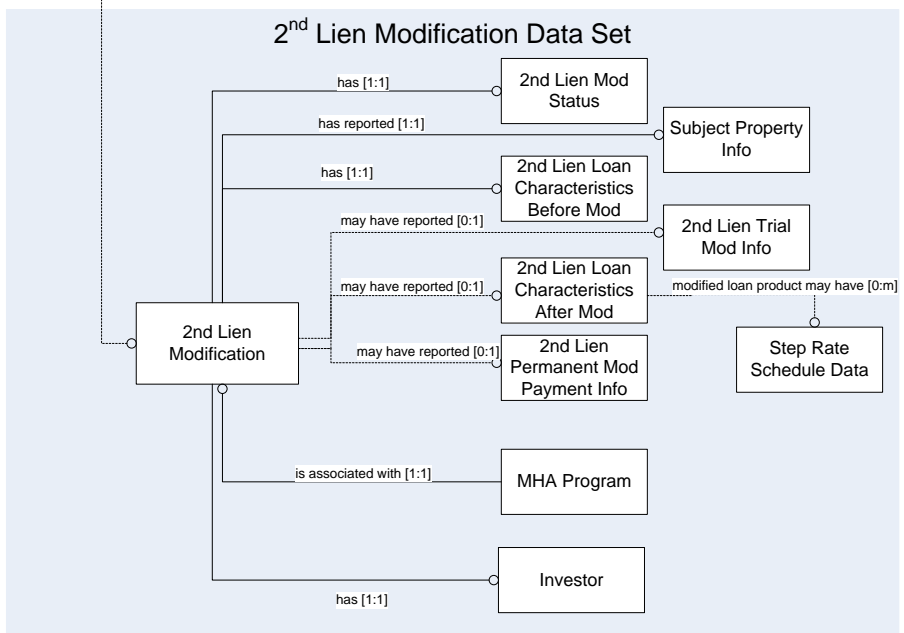 2nd Lien Modification Data Set
has [1:1]
2nd Lien Mod
Status
has reported [1:1]
Subject Property
Info
has [1:1]
2nd Lien Loan
Characteristics
Before Mod
may have reported [0:1]
2nd Lien Trial
Mod Info
may have reported [0:1]
2nd Lien Loan
Characteristics
After Mod
modified loan product may have [0:m]
2nd Lien
Modification
may have reported [0:1]
2nd Lien
Permanent Mod
Payment Info
Step Rate
Schedule Data
is associated with [1:1]
MHA Program
has [1:1]
Investor